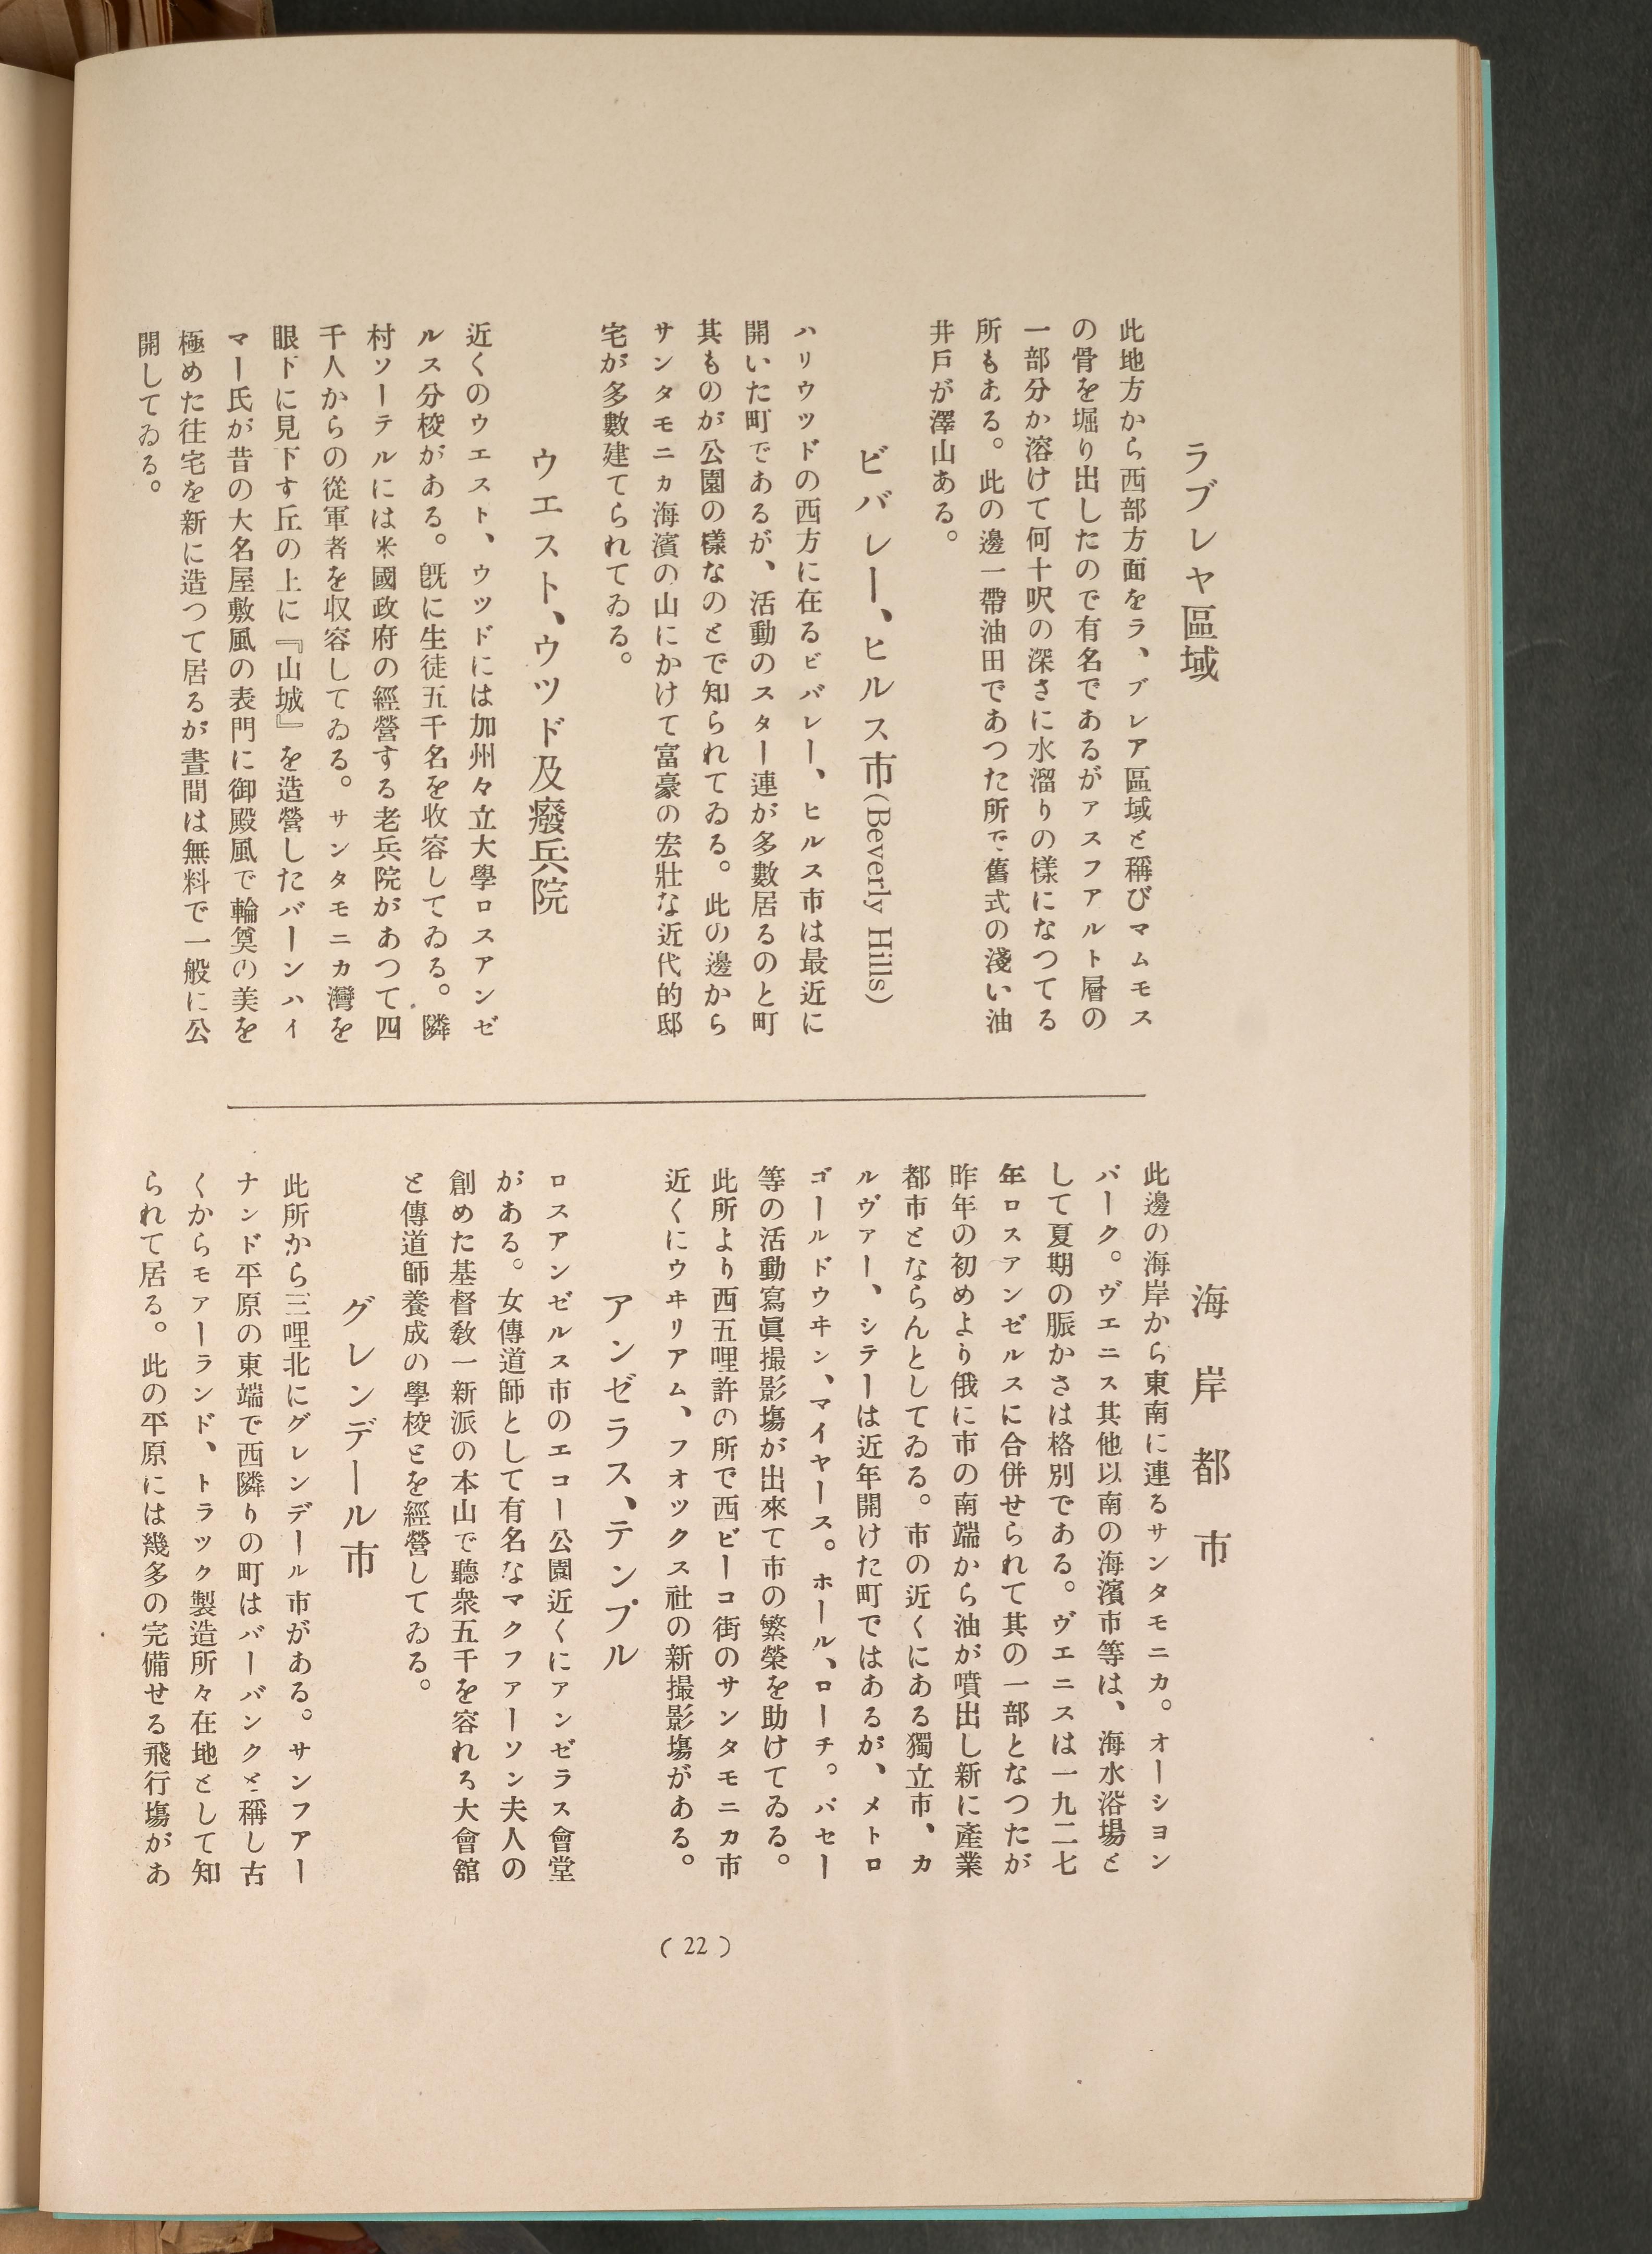 ラブレヤ區域
此地方から西部方面をラ、ブレア區域と稱びマムモス
の骨を堀り出したので有名であるがアスフアルト層の
一部分か溶けて何十呎の深さに水溜りの樣になつてる
所もある。此の邊一帶油田であつた所で舊式の淺い油
井戸が澤山ある。
ビバレー、ヒルス市(Beverly Hills)
ハリウツドの西方に在るビバレー、ヒルス市は最近に
開いた町であるが、活動のスター連が多數居るのと町
其ものが公園の樣なのとで知られてゐる。此の邊から
サンタモニカ海濱の山にかけて富豪の宏壯な近代的邸
宅が多數建てられてゐる。
ウエスト、ウツド及癈兵院
近くのウエスト、ウツドには加州々立大學ロスアンゼ
ルス分校がある。既に生徒五千名を收容してゐる。隣
村ソーテルには米國政府の經營する老兵院があつて四
千人からの從軍者を収容してゐる。サンタモニカ灣を
眼下に見下す丘の上に『山城』を造營したバーンハイ
マー氏が昔の大名屋敷風の表門に御殿風で輪奐の美を
極めた往宅を新に造つて居るが晝間は無料で一般に公
開してゐる。
海岸都市
此邊の海岸から東南に連るサンタモニカ。オーシヨン
パーク。ヴエニス其他以南の海濱市等は、海水浴場と
して夏期の賑かさは格別である。ヴエニスは一九二七
年ロスアンゼルスに合併せられて其の一部となつたが
昨年の初めより俄に市の南端から油が噴出し新に產業
都市とならんとしてゐる。市の近くにある獨立市、カ
ルヴアー、シテーは近年開けた町ではあるが、メトロ
ゴールドウヰン、マイヤース。ホール、ローチ。パセー
等の活動寫眞撮影塲が出來て市の繁榮を助けてゐる。
此所より西五哩許の所で西ピーコ街のサンタモニカ市
近くにウヰリアム、フオツクス社の新撮影塲がある。
アンゼラス、テンプル
ロスアンゼルス市のエコー公園近くにアンゼラス會堂
がある。女傳道師として有名なマクフアーソン夫人の
創めた基督敎一新派の本山で聽衆五千を容れる大會舘
と傳道師養成の學校とを經營してゐる。
グレンデール市
此所から三哩北にグレンデール市がある。サンフアー
ナンド平原の東端で西隣りの町はバーバンクと稱し古
くからモアーランド、トラツク製造所々在地として知
られて居る。此の平原には幾多の完備せる飛行塲があ
(22)